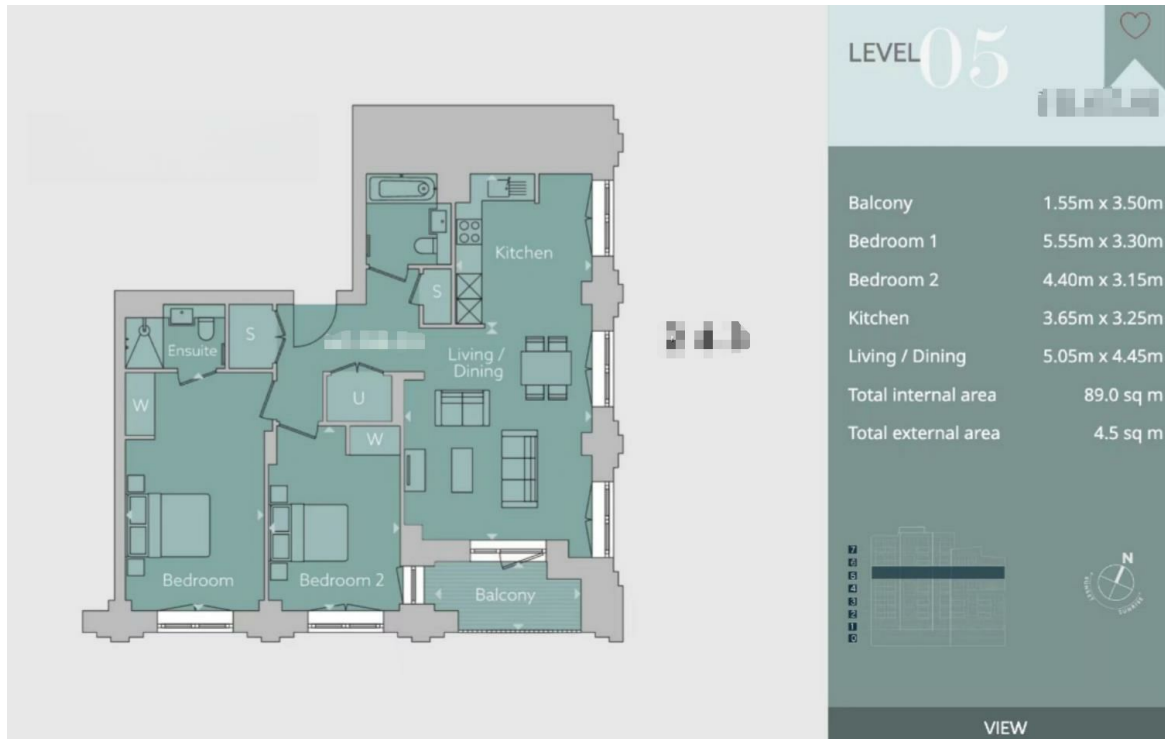 LEVEL 05
Balcony 1.55m x 3.50m
Bedroom 1 5.55m x 3.30m
Bedroom 2 4.40m x 3.15m
Kitchen 3.65m x 3.25m
Living / Dining 5.05m x 4.45m
Total internal area 89.0 sq m
Total external area 4.5 sq m
Kitchen
S
S
Ensuite
Living /
Dining
W
U
W
Bedroom
Bedroom 2
Balcony
7
6
5
4
3
2
1
0
N
SUNSET
SUNRISE
VIEW